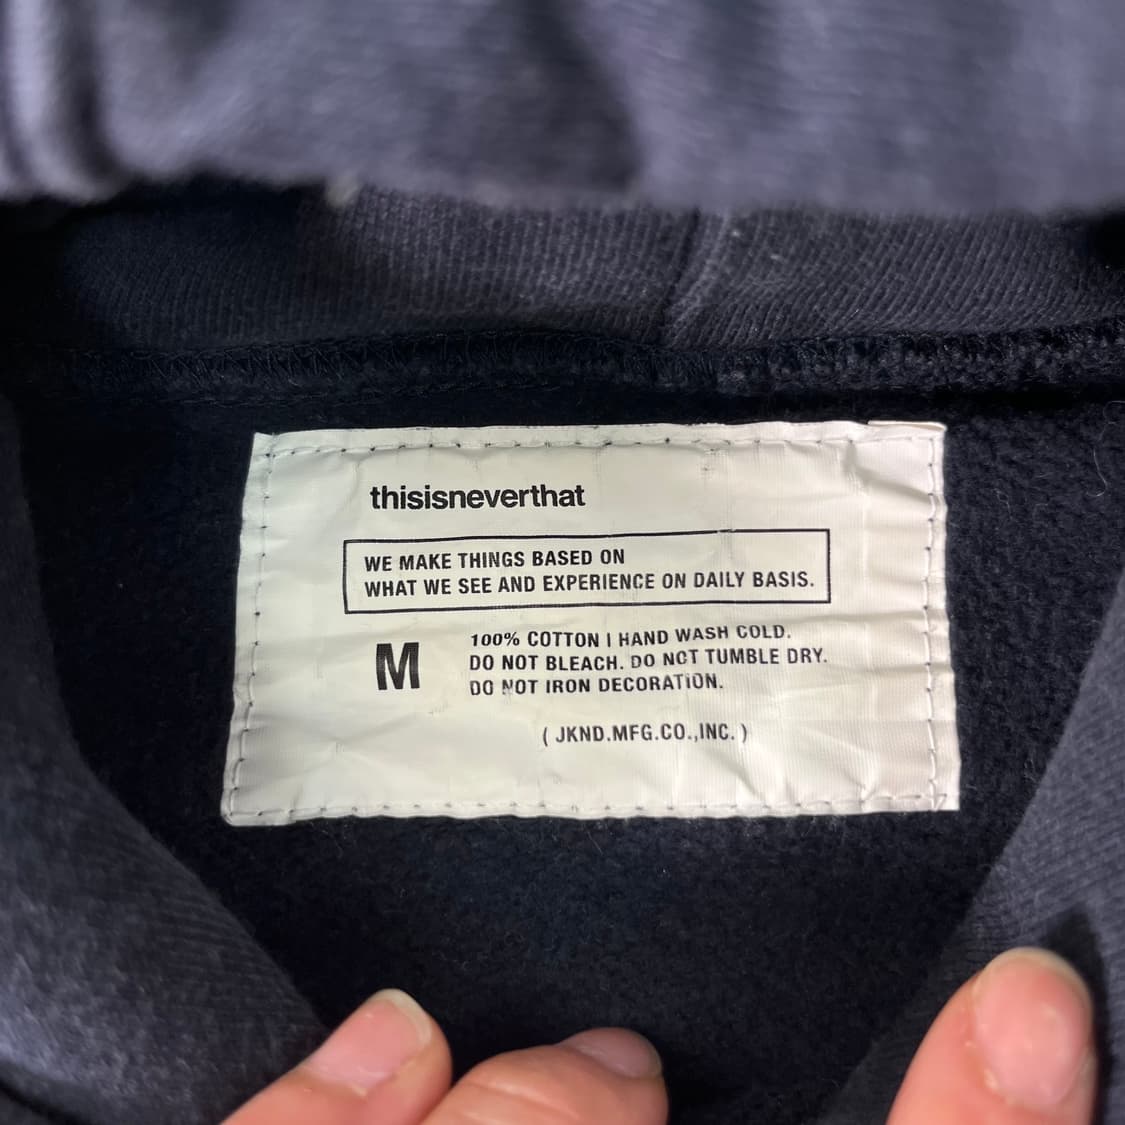 thisisneverthat
WE MAKE THINGS BASED ON
WHAT WE SEE AND EXPERIENCE ON DAILY BASIS.
M
100% COTTON | HAND WASH COLD.
DO NOT BLEACH. DO NOT TUMBLE DRY.
DO NOT IRON DECORATION.
( JKND.MFG.CO.,INC. )